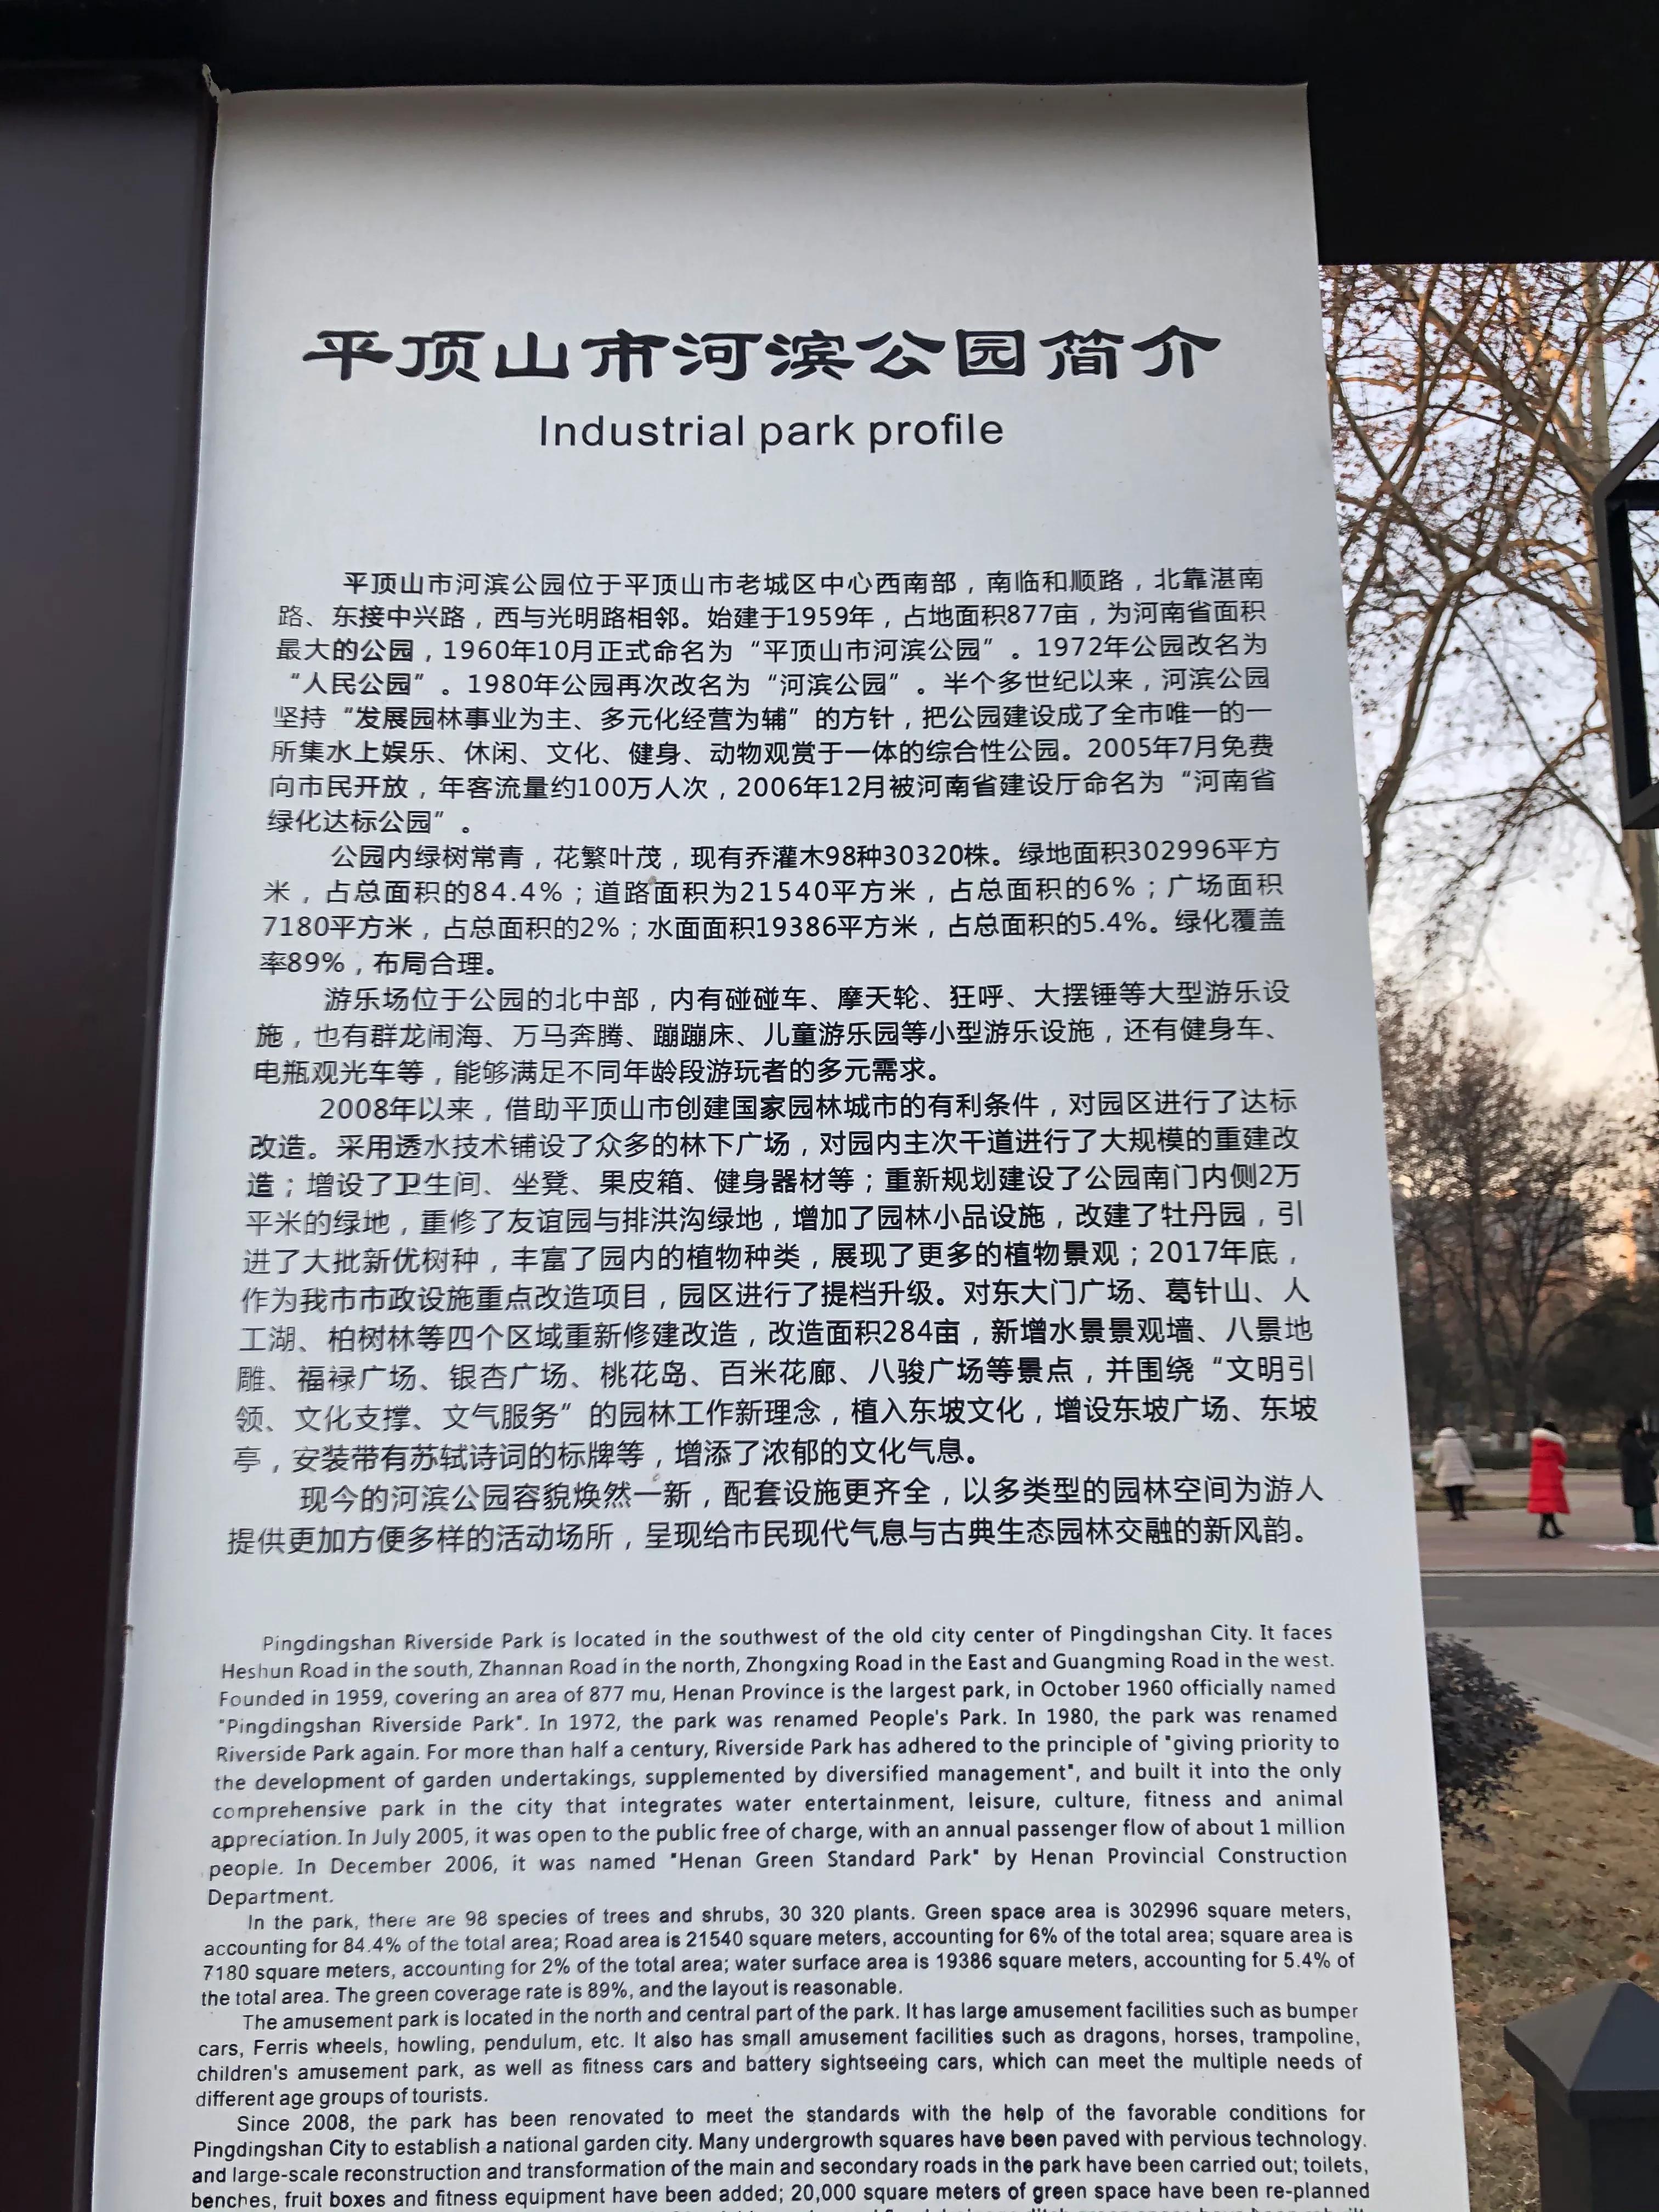 平顶山市河滨公园简介
Industrial park profile
平顶山市河滨公园位于平顶山市老城区中心西南部，南临和顺路，北靠湛南
路、东接中兴路，西与光明路相邻。始建于1959年，占地面积877亩，为河南省面积
最大的公园，1960年10月正式命名为“平顶山市河滨公园”。1972年公园改名为
“人民公园”。1980年公园再次改名为“河滨公园”。半个多世纪以来，河滨公园
坚持“发展园林事业为主、多元化经营为辅”的方针，把公园建设成了全市唯一的一
所集水上娱乐、休闲、文化、健身、动物观赏于一体的综合性公园。2005年7月免费
向市民开放，年客流量约100万人次，2006年12月被河南省建设厅命名为“河南省
绿化达标公园”。
公园内绿树常青，花繁叶茂，现有乔灌木98种30320株。绿地面积302996平方
米，占总面积的84.4%；道路面积为21540平方米，占总面积的6%；广场面积
7180平方米，占总面积的2%；水面面积19386平方米，占总面积的5.4%。绿化覆盖
率89%，布局合理。
游乐场位于公园的北中部，内有碰碰车、摩天轮、狂呼、大摆锤等大型游乐设
施，也有群龙闹海、万马奔腾、蹦蹦床、儿童游乐园等小型游乐设施，还有健身车、
电瓶观光车等，能够满足不同年龄段游玩者的多元需求。
2008年以来，借助平顶山市创建国家园林城市的有利条件，对园区进行了达标
改造。采用透水技术铺设了众多的林下广场，对园内主次干道进行了大规模的重建改
造；增设了卫生间、坐凳、果皮箱、健身器材等；重新规划建设了公园南门内侧2万
平米的绿地，重修了友谊园与排洪沟绿地，增加了园林小品设施，改建了牡丹园，引
进了大批新优树种，丰富了园内的植物种类，展现了更多的植物景观；2017年底，
作为我市市政设施重点改造项目，园区进行了提档升级。对东大门广场、葛针山、人
工湖、柏树林等四个区域重新修建改造，改造面积284亩，新增水景景观墙、八景地
雕、福禄广场、银杏广场、桃花岛、百米花廊、八骏广场等景点，并围绕“文明引
领、文化支撑、文气服务”的园林工作新理念，植入东坡文化，增设东坡广场、东坡
亭，安装带有苏轼诗词的标牌等，增添了浓郁的文化气息。
现今的河滨公园容貌焕然一新，配套设施更齐全，以多类型的园林空间为游人
提供更加方便多样的活动场所，呈现给市民现代气息与古典生态园林交融的新风韵。
Pingdingshan Riverside Park is located in the southwest of the old city center of Pingdingshan City. It faces
Heshun Road in the south, Zhannan Road in the north, Zhongxing Road in the East and Guangming Road in the west.
Founded in 1959, covering an area of 877 mu, Henan Province is the largest park, in October 1960 officially named
"Pingdingshan Riverside Park". In 1972, the park was renamed People's Park. In 1980, the park was renamed
Riverside Park again. For more than half a century, Riverside Park has adhered to the principle of "giving priority to
the development of garden undertakings, supplemented by diversified management", and built it into the only
comprehensive park in the city that integrates water entertainment, leisure, culture, fitness and animal
appreciation. In July 2005, it was open to the public free of charge, with an annual passenger flow of about 1 million
people. In December 2006, it was named "Henan Green Standard Park" by Henan Provincial Construction
Department.
In the park, there are 98 species of trees and shrubs, 30 320 plants. Green space area is 302996 square meters,
accounting for 84.4% of the total area; Road area is 21540 square meters, accounting for 6% of the total area; square area is
7180 square meters, accounting for 2% of the total area; water surface area is 19386 square meters, accounting for 5.4% of
the total area. The green coverage rate is 89%, and the layout is reasonable.
The amusement park is located in the north and central part of the park. It has large amusement facilities such as bumper
cars, Ferris wheels, howling, pendulum, etc. It also has small amusement facilities such as dragons, horses, trampoline,
children's amusement park, as well as fitness cars and battery sightseeing cars, which can meet the multiple needs of
different age groups of tourists.
Since 2008, the park has been renovated to meet the standards with the help of the favorable conditions for
Pingdingshan City to establish a national garden city. Many undergrowth squares have been paved with pervious technology.
and large-scale reconstruction and transformation of the main and secondary roads in the park have been carried out; toilets,
benches, fruit boxes and fitness equipment have been added; 20,000 square meters of green space have been re-planned